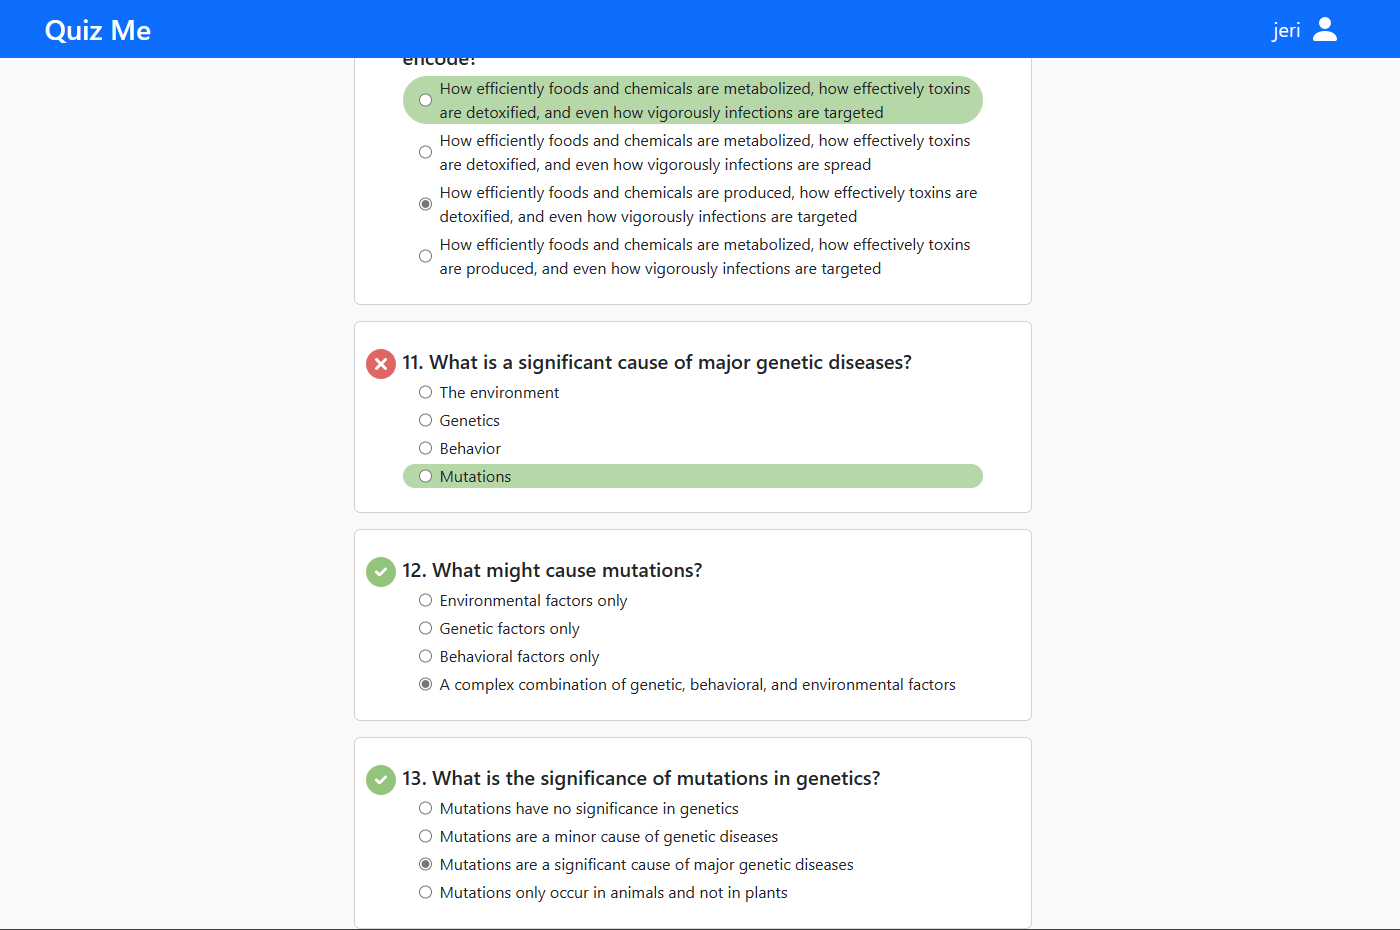 Quiz Me
jeri
encode?
How efficiently foods and chemicals are metabolized, how effectively toxins
are detoxified, and even how vigorously infections are targeted
How efficiently foods and chemicals are metabolized, how effectively toxins
are detoxified, and even how vigorously infections are spread
How efficiently foods and chemicals are produced, how effectively toxins are
detoxified, and even how vigorously infections are targeted
How efficiently foods and chemicals are metabolized, how effectively toxins
are produced, and even how vigorously infections are targeted
11. What is a significant cause of major genetic diseases?
The environment
Genetics
Behavior
Mutations
12. What might cause mutations?
Environmental factors only
Genetic factors only
Behavioral factors only
A complex combination of genetic, behavioral, and environmental factors
13. What is the significance of mutations in genetics?
Mutations have no significance in genetics
Mutations are a minor cause of genetic diseases
Mutations are a significant cause of major genetic diseases
Mutations only occur in animals and not in plants